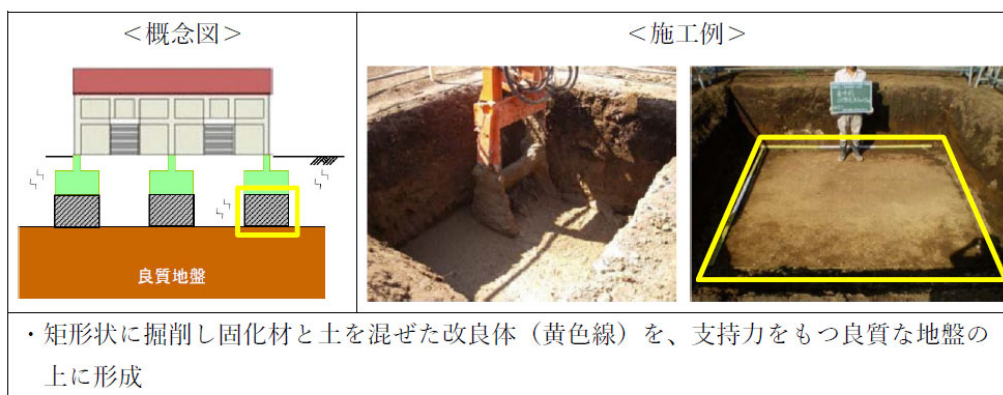 ＜概念図＞
＜施工例＞
良質地盤
・矩形状に掘削し固化材と土を混ぜた改良体（黄色線）を、支持力をもつ良質な地盤の
上に形成